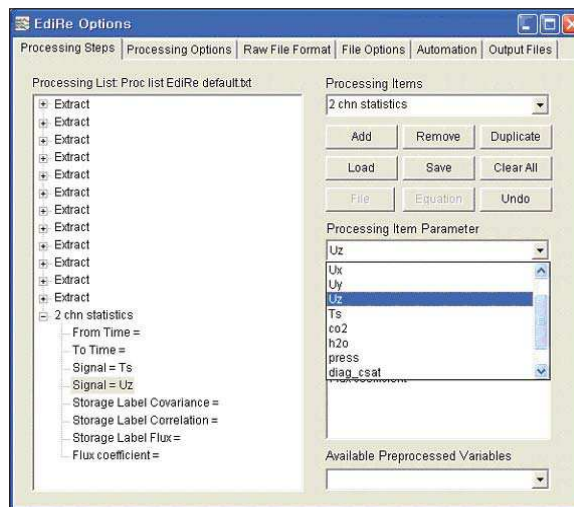 EdiRe Options
Processing Steps
Processing Options
Raw File Format
File Options
Automation
Output Files
Processing List: Proc list EdiRe default.txt
Extract
Extract
Extract
Extract
Extract
Extract
Extract
Extract
Extract
Extract
Extract
Extract
2 chn statistics
From Time =
To Time =
Signal = Ts
Signal = Uz
Storage Label Covariance =
Storage Label Correlation =
Storage Label Flux =
Flux coefficient =
Processing Items
2 chn statistics
Add
Remove
Duplicate
Load
Save
Clear All
File
Equation
Undo
Processing Item Parameter
Uz
Ux
Uy
Uz
Ts
co2
h2o
press
diag_csat
Flux coefficient
Available Preprocessed Variables